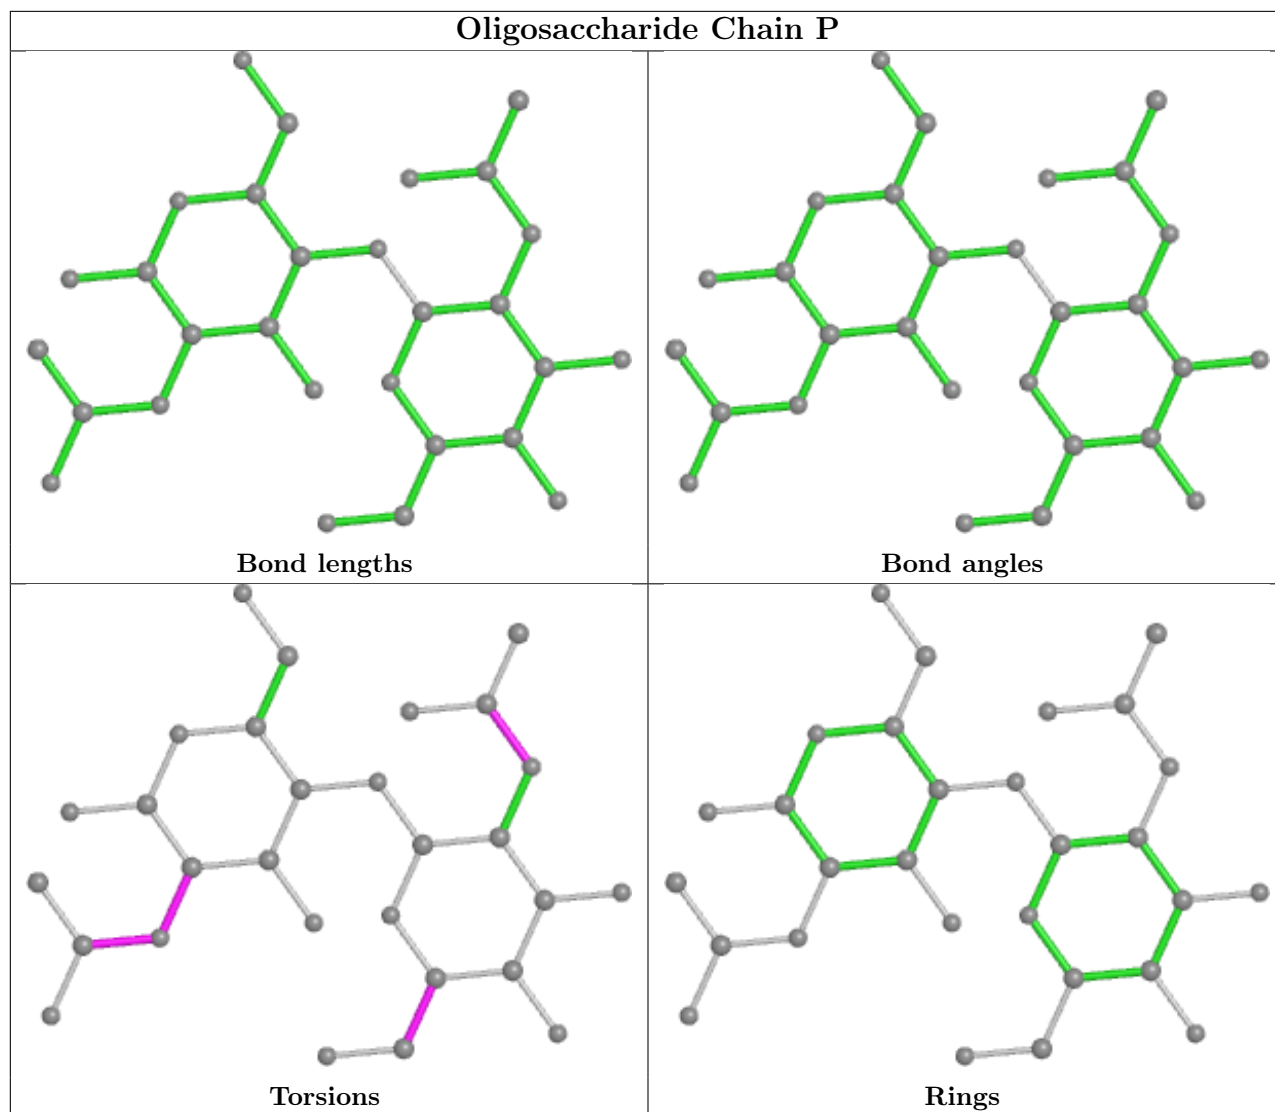 Oligosaccharide Chain P
Bond lengths
Bond angles
Torsions
Rings